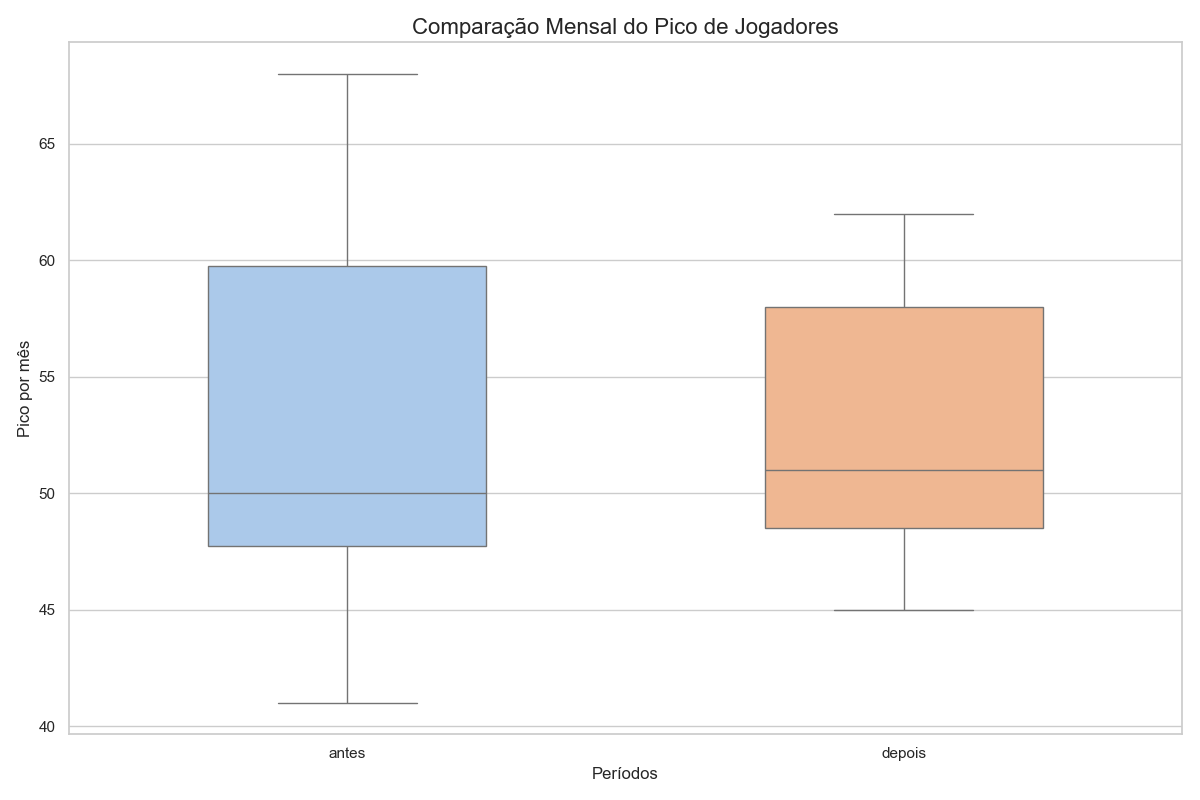 Comparação Mensal do Pico de Jogadores
65
60
55
50
45
40
Pico por mês
antes
depois
Períodos